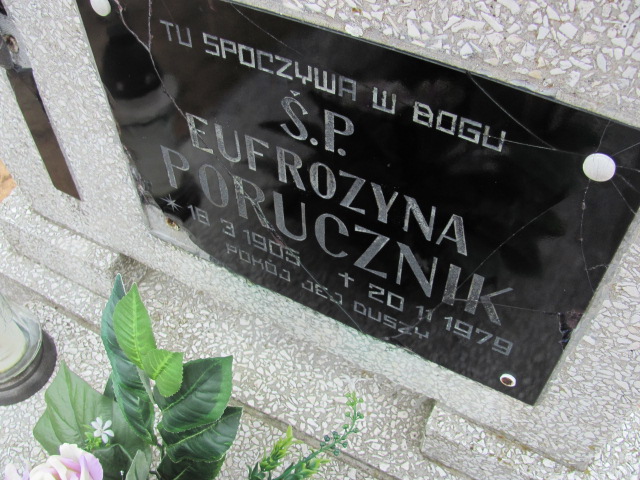 TU SPOCZYWA W BOGU
Ś.P.
EUFROZYNA
PORUCZNIK
* 18 3 1905 + 20 11 1979
POKÓJ JEJ DUSZY